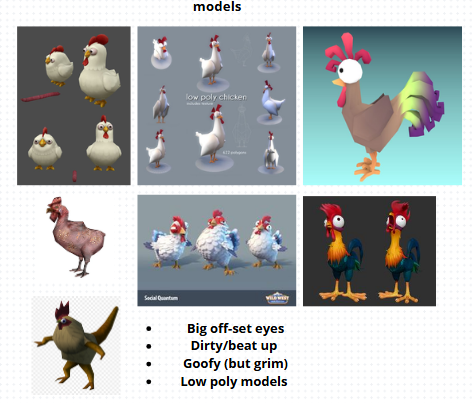 models
low poly chicken
Social Quantum
WILD WEST
Big off-set eyes
Dirty/beat up
Goofy (but grim)
Low poly models